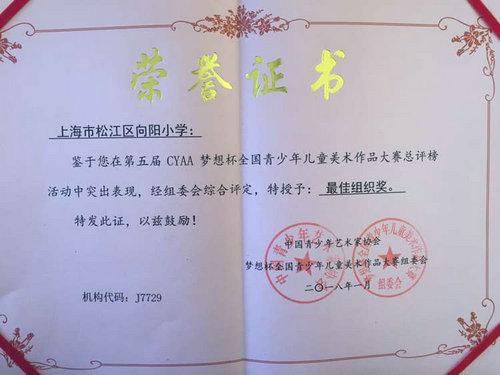 荣誉证书
上海市松江区向阳小学：
鉴于您在第五届 CYAA 梦想杯全国青少年儿童美术作品大赛总评榜
活动中突出表现，经组委会综合评定，特授予：最佳组织奖。
特发此证，以兹鼓励！
中国青少年艺术家协会
梦想杯全国青少年儿童美术作品大赛组委会
二〇一八年一月
机构代码：J7729
组委会